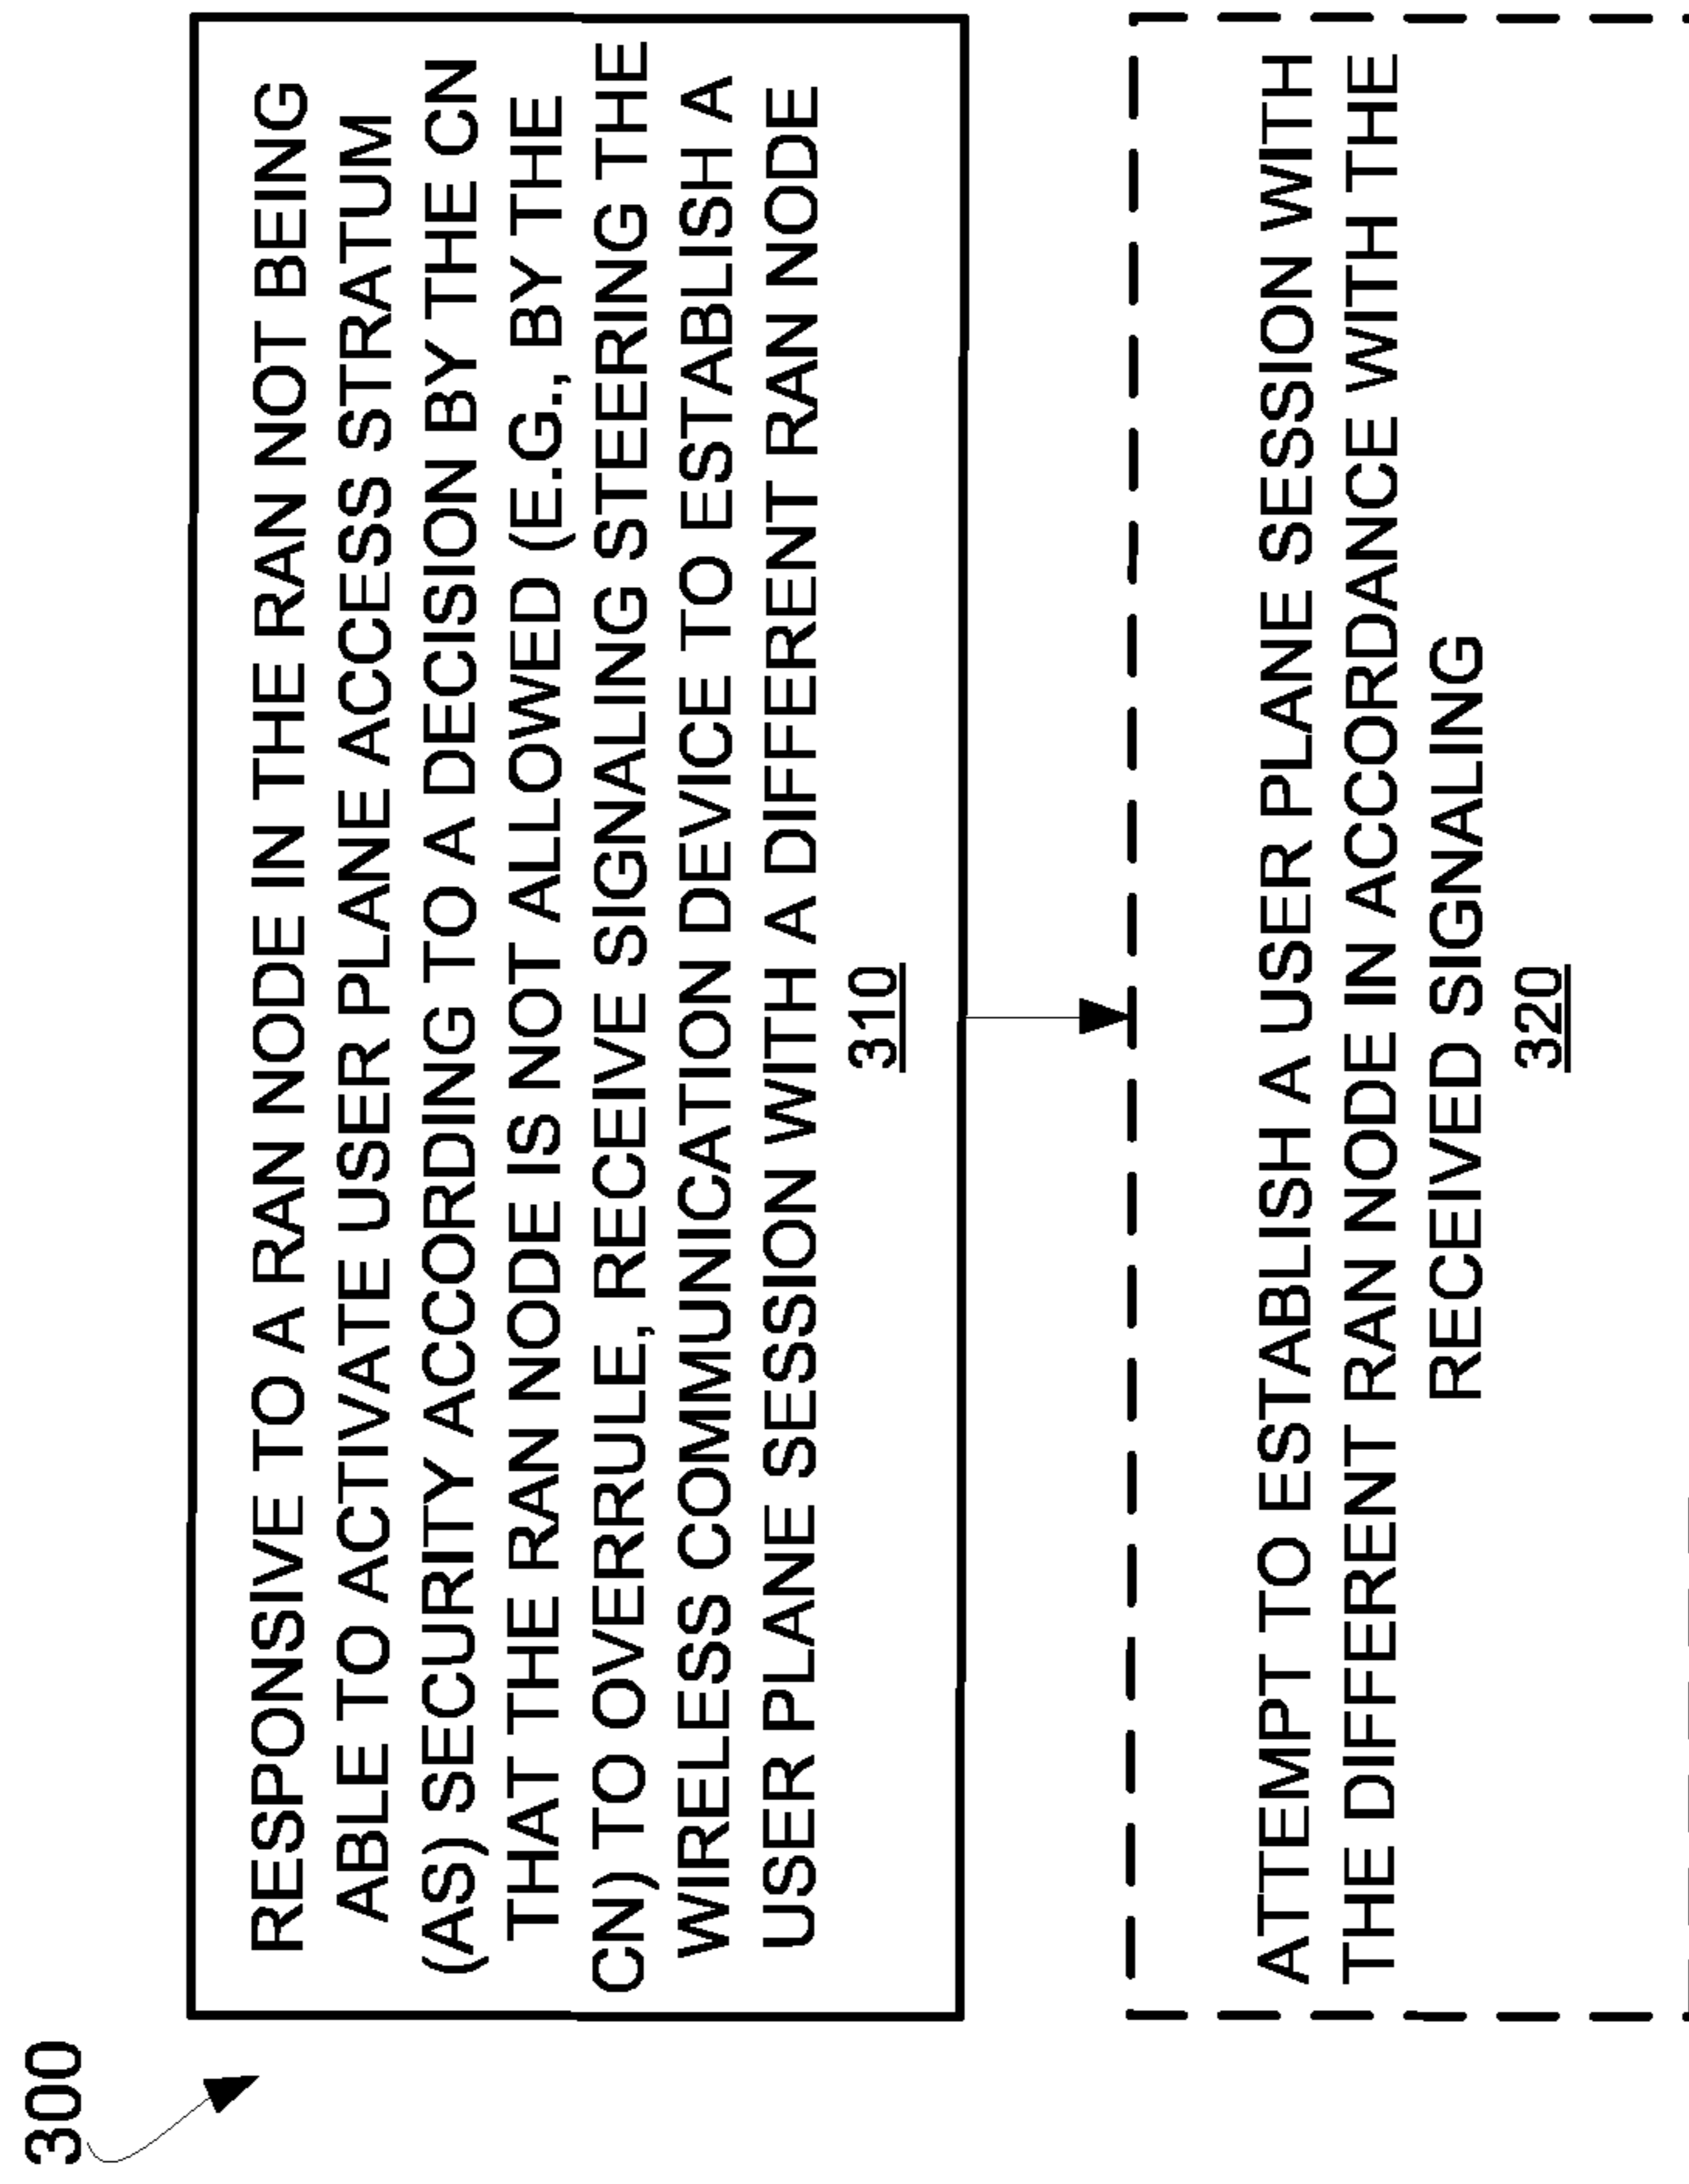 300
RESPONSIVE TO A RAN NODE IN THE RAN NOT BEING
ABLE TO ACTIVATE USER PLANE ACCESS STRATUM
(AS) SECURITY ACCORDING TO A DECISION BY THE CN
THAT THE RAN NODE IS NOT ALLOWED (E.G., BY THE
CN) TO OVERRULE, RECEIVE SIGNALING STEERING THE
WIRELESS COMMUNICATION DEVICE TO ESTABLISH A
USER PLANE SESSION WITH A DIFFERENT RAN NODE
310
ATTEMPT TO ESTABLISH A USER PLANE SESSION WITH
THE DIFFERENT RAN NODE IN ACCORDANCE WITH THE
RECEIVED SIGNALING
320